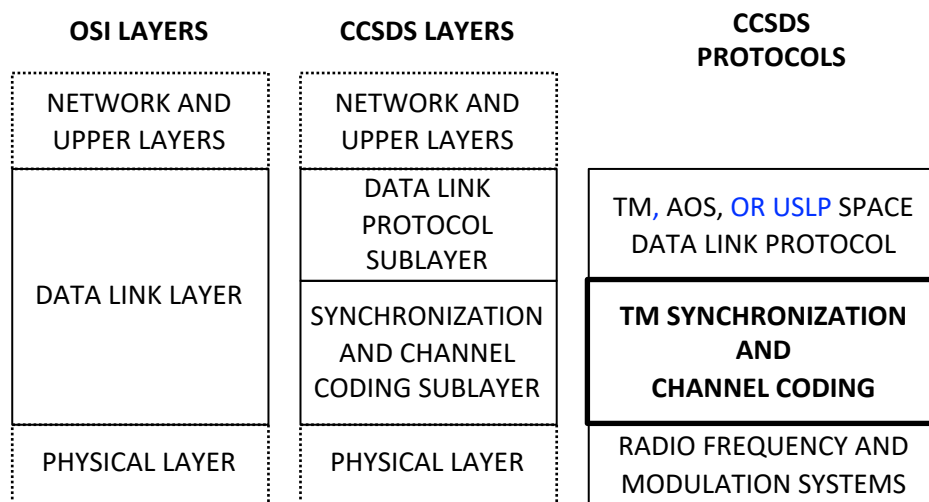 OSI LAYERS
CCSDS LAYERS
CCSDS
PROTOCOLS
NETWORK AND
UPPER LAYERS
NETWORK AND
UPPER LAYERS
DATA LINK LAYER
DATA LINK
PROTOCOL
SUBLAYER
TM, AOS, OR USLP SPACE
DATA LINK PROTOCOL
SYNCHRONIZATION
AND CHANNEL
CODING SUBLAYER
TM SYNCHRONIZATION
AND
CHANNEL CODING
PHYSICAL LAYER
PHYSICAL LAYER
RADIO FREQUENCY AND
MODULATION SYSTEMS